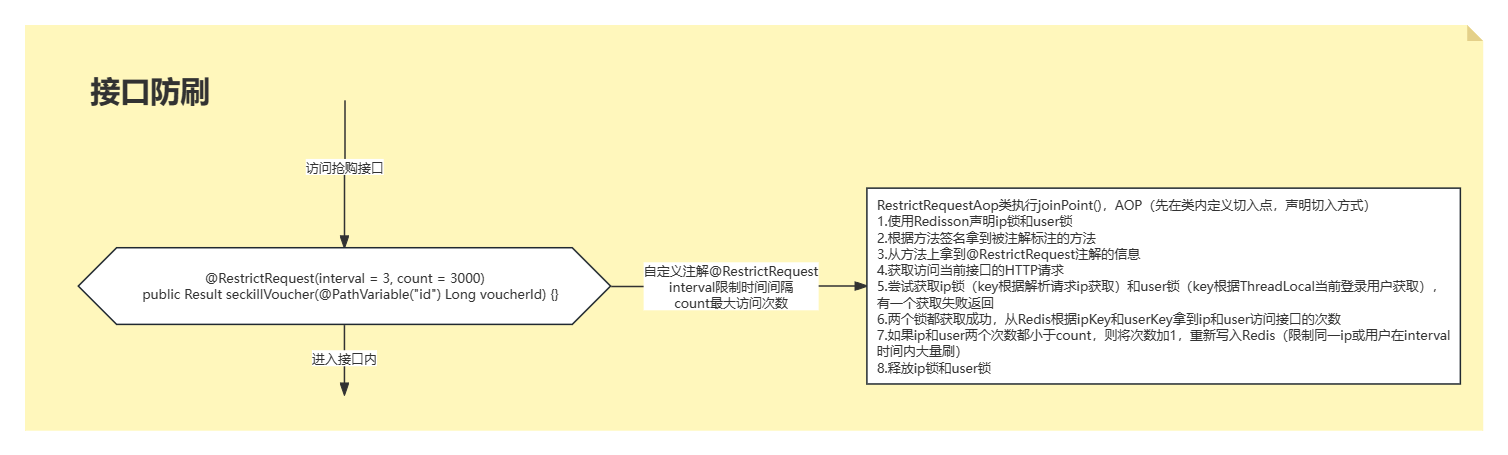 接口防刷
访问抢购接口
@RestrictRequest(interval = 3, count = 3000)
public Result seckillVoucher(@PathVariable("id") Long voucherId) {}
进入接口内
自定义注解@RestrictRequest
interval限制时间间隔
count最大访问次数
RestrictRequestAop类执行joinPoint()，AOP（先在类内定义切入点，声明切入方式）
1.使用Redisson声明ip锁和user锁
2.根据方法签名拿到被注解标注的方法
3.从方法上拿到@RestrictRequest注解的信息
4.获取访问当前接口的HTTP请求
5.尝试获取ip锁（key根据解析请求ip获取）和user锁（key根据ThreadLocal当前登录用户获取），
有一个获取失败返回
6.两个锁都获取成功，从Redis根据ipKey和userKey拿到ip和user访问接口的次数
7.如果ip和user两个次数都小于count，则将次数加1，重新写入Redis（限制同一ip或用户在interval
时间内大量刷）
8.释放ip锁和user锁